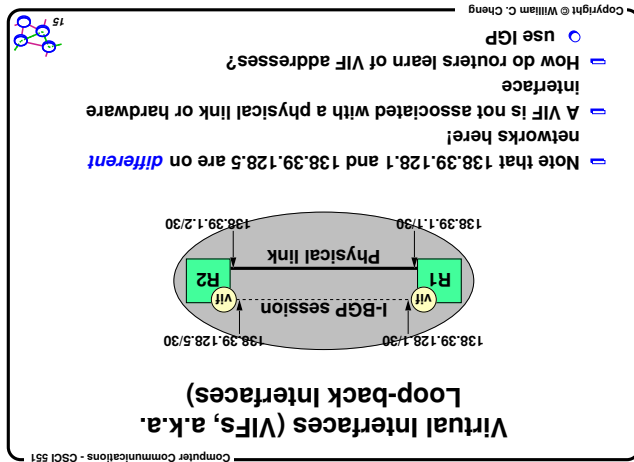 Computer Communications - CSCI 551
Virtual Interfaces (VIFs, a.k.a.
Loop-back Interfaces)
138.39.128.1/30
138.39.128.5/30
vif
I-BGP session
vif
R1
R2
Physical link
138.39.1.1/30
138.39.1.2/30
Note that 138.39.128.1 and 138.39.128.5 are on different
networks here!
A VIF is not associated with a physical link or hardware
interface
How do routers learn of VIF addresses?
use IGP
15
Copyright © William C. Cheng